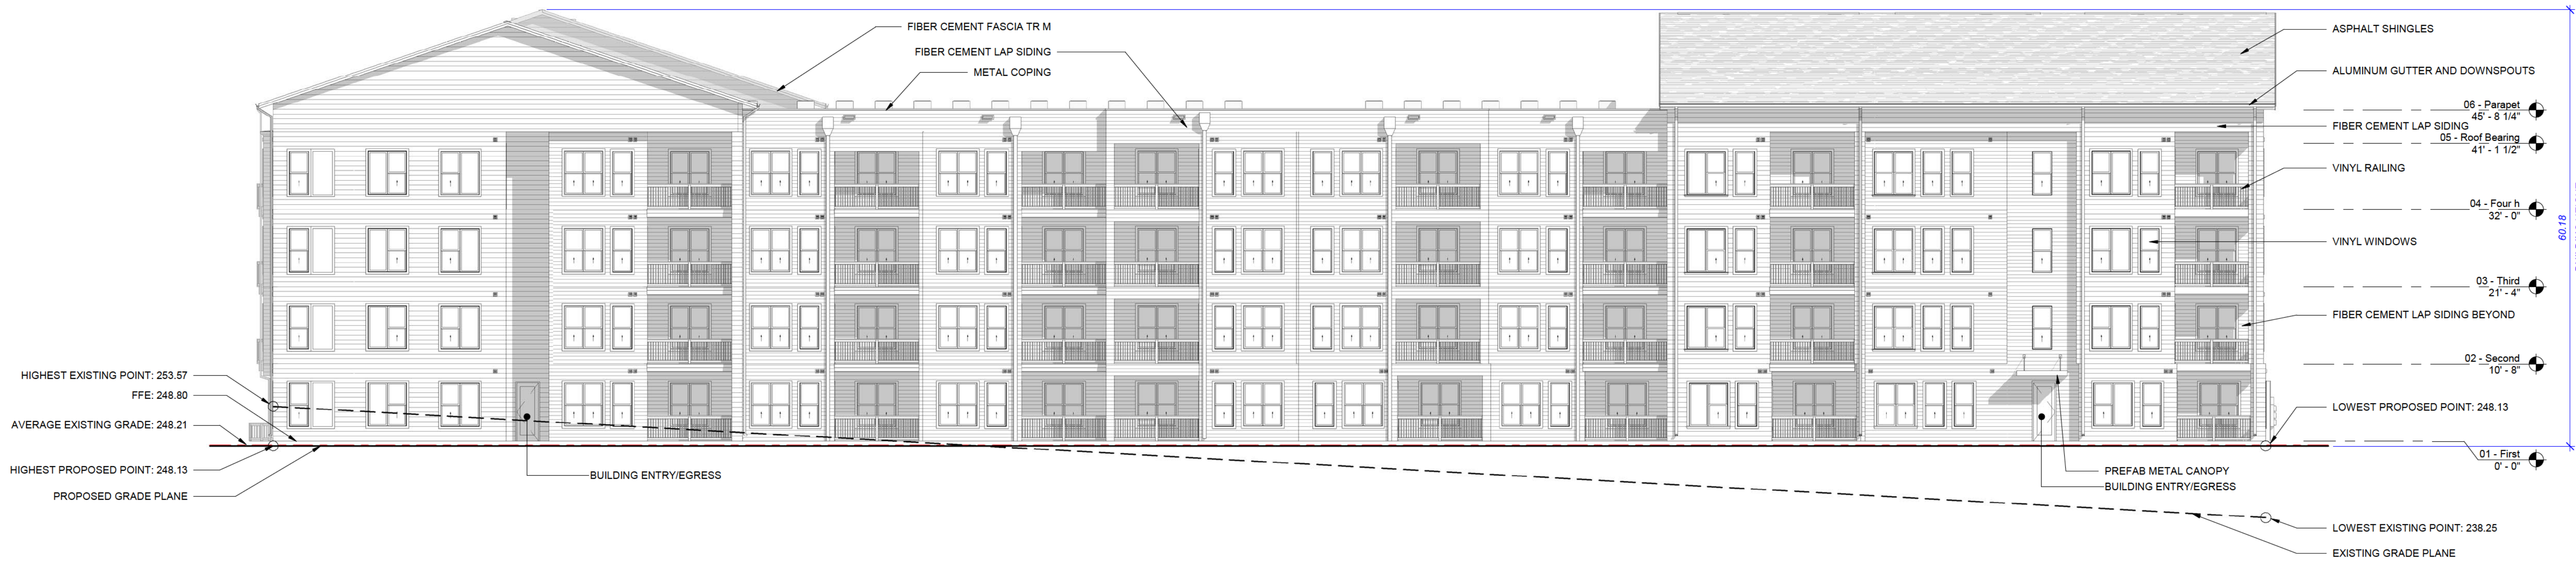 FIBER CEMENT FASCIA TR M
FIBER CEMENT LAP SIDING
METAL COPING
ASPHALT SHINGLES
ALUMINUM GUTTER AND DOWNSPOUTS
06 - Parapet
45' - 8 1/4"
FIBER CEMENT LAP SIDING
05 - Roof Bearing
41' - 1 1/2"
VINYL RAILING
04 - Four h
32' - 0"
60.18
VINYL WINDOWS
03 - Third
21' - 4"
FIBER CEMENT LAP SIDING BEYOND
02 - Second
10' - 8"
HIGHEST EXISTING POINT: 253.57
FFE: 248.80
AVERAGE EXISTING GRADE: 248.21
HIGHEST PROPOSED POINT: 248.13
PROPOSED GRADE PLANE
BUILDING ENTRY/EGRESS
LOWEST PROPOSED POINT: 248.13
01 - First
0' - 0"
PREFAB METAL CANOPY
BUILDING ENTRY/EGRESS
LOWEST EXISTING POINT: 238.25
EXISTING GRADE PLANE